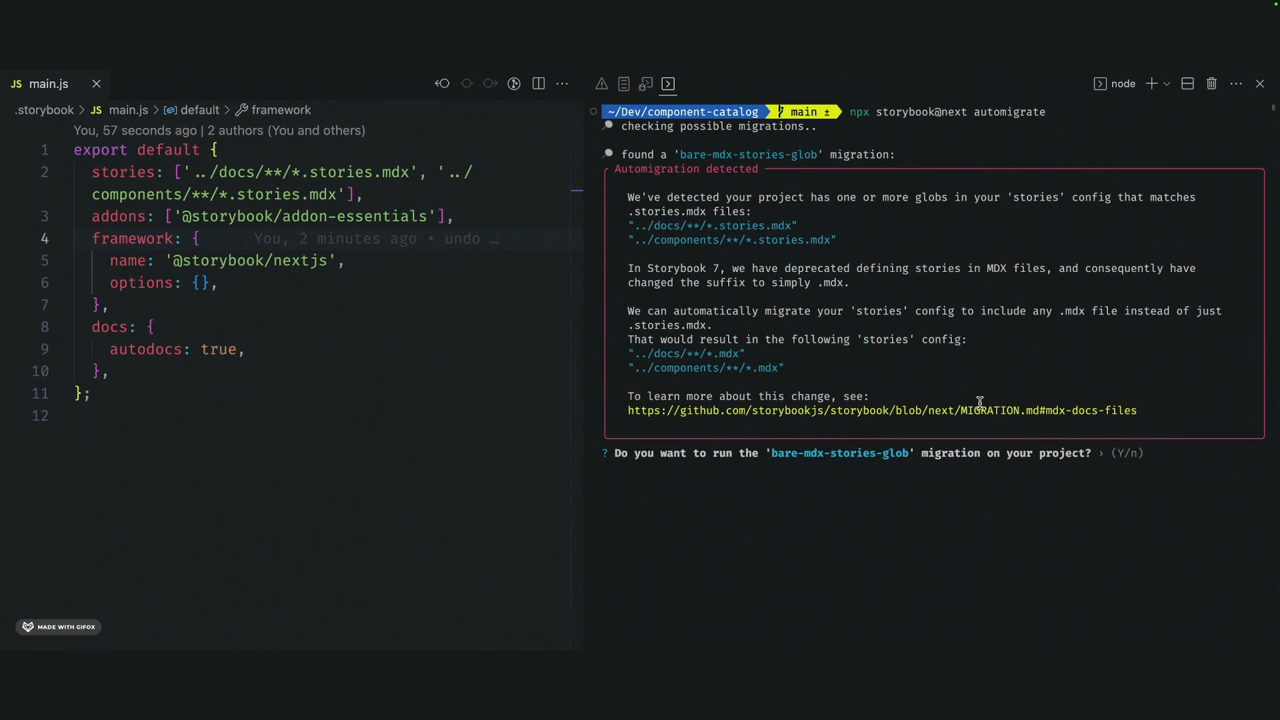 JS main.js
.storybook > JS main.js > default > framework
You, 57 seconds ago | 2 authors (You and others)
1 export default {
2 stories: ['../docs/**/*.stories.mdx', '../
components/**/*.stories.mdx'],
3 addons: ['@storybook/addon-essentials'],
4 framework: { You, 2 minutes ago • undo …
5 name: '@storybook/nextjs',
6 options: {},
7 },
8 docs: {
9 autodocs: true,
10 },
11 };
12
MADE WITH GIFOX
node
~/Dev/component-catalog main ± npx storybook@next automigrate
checking possible migrations..
found a 'bare-mdx-stories-glob' migration:
Automigration detected
We've detected your project has one or more globs in your 'stories' config that matches
.stories.mdx files:
"../docs/**/*.stories.mdx"
"../components/**/*.stories.mdx"
In Storybook 7, we have deprecated defining stories in MDX files, and consequently have
changed the suffix to simply .mdx.
We can automatically migrate your 'stories' config to include any .mdx file instead of just
.stories.mdx.
That would result in the following 'stories' config:
"../docs/**/*.mdx"
"../components/**/*.mdx"
To learn more about this change, see:
https://github.com/storybookjs/storybook/blob/next/MIGRATION.md#mdx-docs-files
? Do you want to run the 'bare-mdx-stories-glob' migration on your project? › (Y/n)